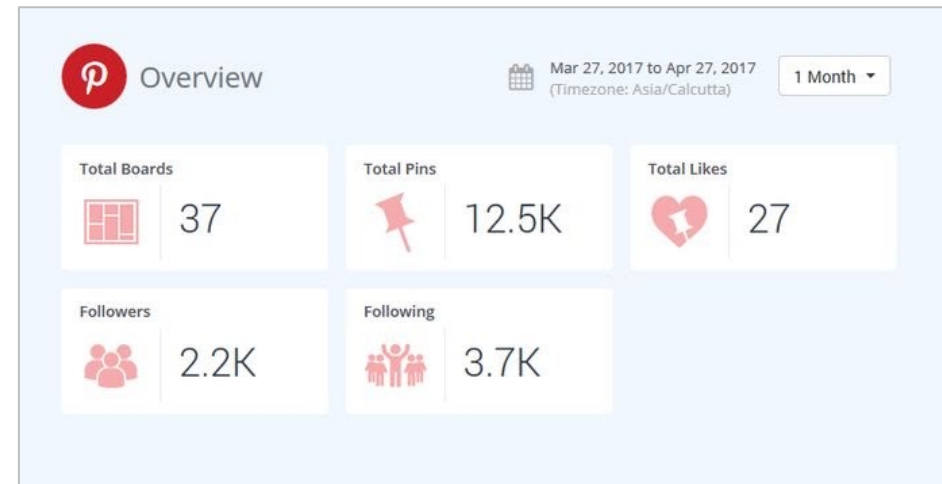 Overview
Mar 27, 2017 to Apr 27, 2017
(Timezone: Asia/Calcutta)
1 Month
Total Boards
37
Total Pins
12.5K
Total Likes
27
Followers
2.2K
Following
3.7K